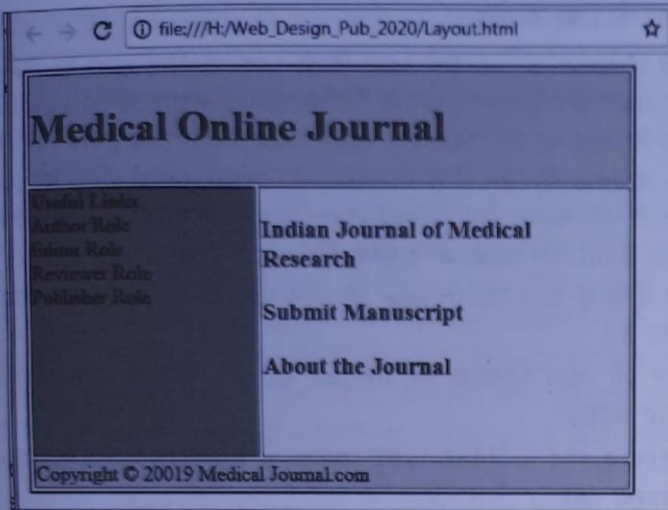 file:///H:/Web_Design_Pub_2020/Layout.html
Medical Online Journal
Useful Links
Author Role
Editor Role
Reviewer Role
Publisher Role
Indian Journal of Medical
Research
Submit Manuscript
About the Journal
Copyright © 20019 Medical Journal.com